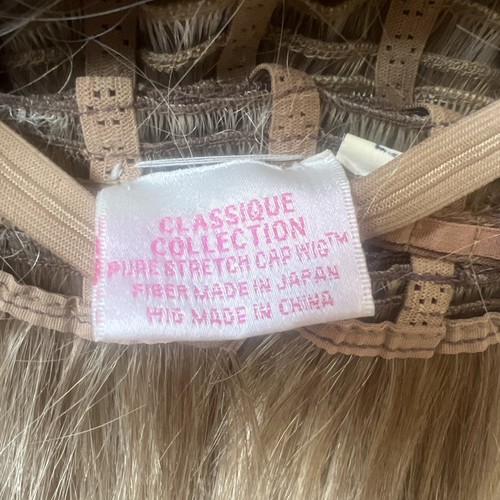 CLASSIQUE
COLLECTION
PURE STRETCH CAP WIG™
FIBER MADE IN JAPAN
WIG MADE IN CHINA